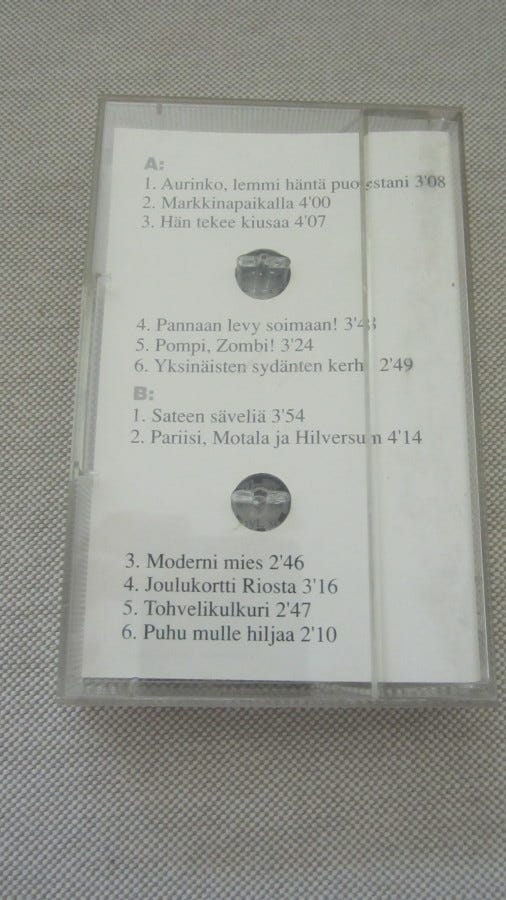 A:
1. Aurinko, lemmi häntä puolestani 3'08
2. Markkinapaikalla 4'00
3. Hän tekee kiusaa 4'07
4. Pannaan levy soimaan!
5. Pompi, Zombi! 3'24
6. Yksinäisten sydänten kerho 2'49
B:
1. Sateen säveliä 3'54
2. Pariisi, Motala ja Hilversum 4'14
3. Moderni mies 2'46
4. Joulukortti Riosta 3'16
5. Tohvelikulkuri 2'47
6. Puhu mulle hiljaa 2'10